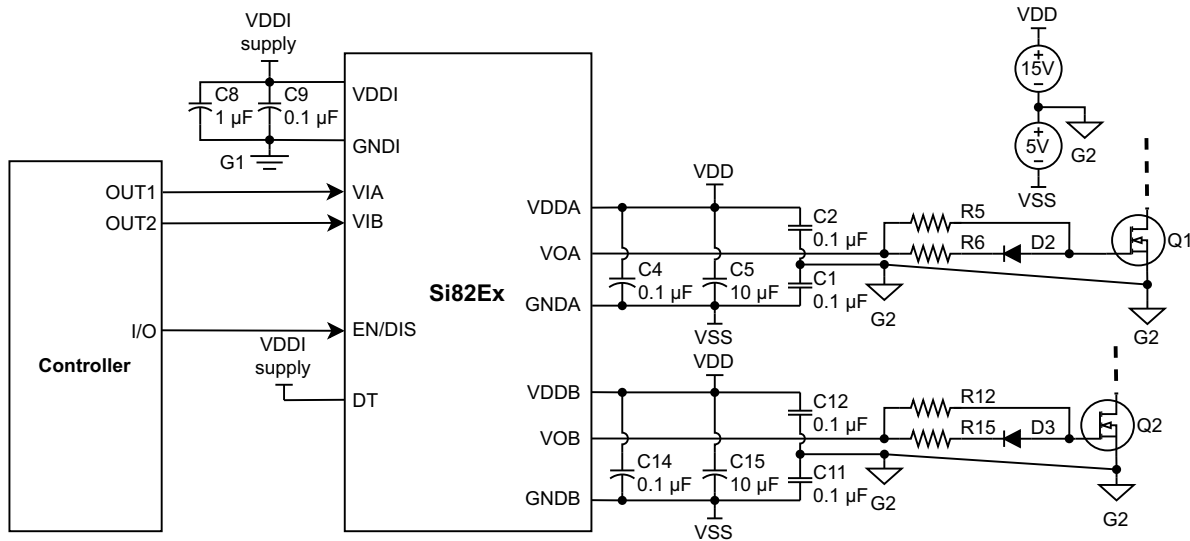 VDDI
supply
C8
1 µF
C9
0.1 µF
G1
VDDI
GNDI
OUT1
VIA
OUT2
VIB
Si82Ex
I/O
EN/DIS
Controller
VDDI
supply
DT
VDDA
VOA
GNDA
VDDB
VOB
GNDB
VDD
C4
0.1 µF
C5
10 µF
C2
0.1 µF
C1
0.1 µF
VSS
G2
R5
R6
D2
Q1
G2
VDD
+
15V
−
G2
+
5V
−
VSS
VDD
C14
0.1 µF
C15
10 µF
C12
0.1 µF
C11
0.1 µF
VSS
G2
R12
R15
D3
Q2
G2